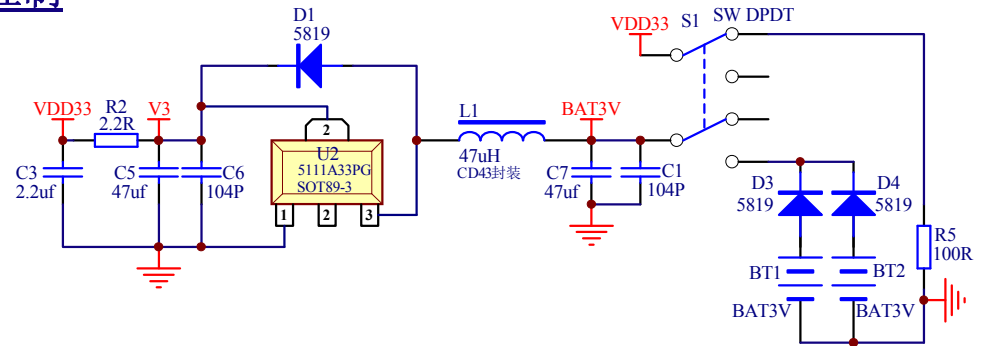 D1
5819
VDD33
S1
SW DPDT
VDD33
R2
2.2R
V3
2
U2
5111A33PG
SOT89-3
1
2
3
L1
47uH
CD43封装
BAT3V
C3
2.2uf
C5
47uf
C6
104P
C7
47uf
C1
104P
D3
5819
D4
5819
R5
100R
BT1
BAT3V
BT2
BAT3V